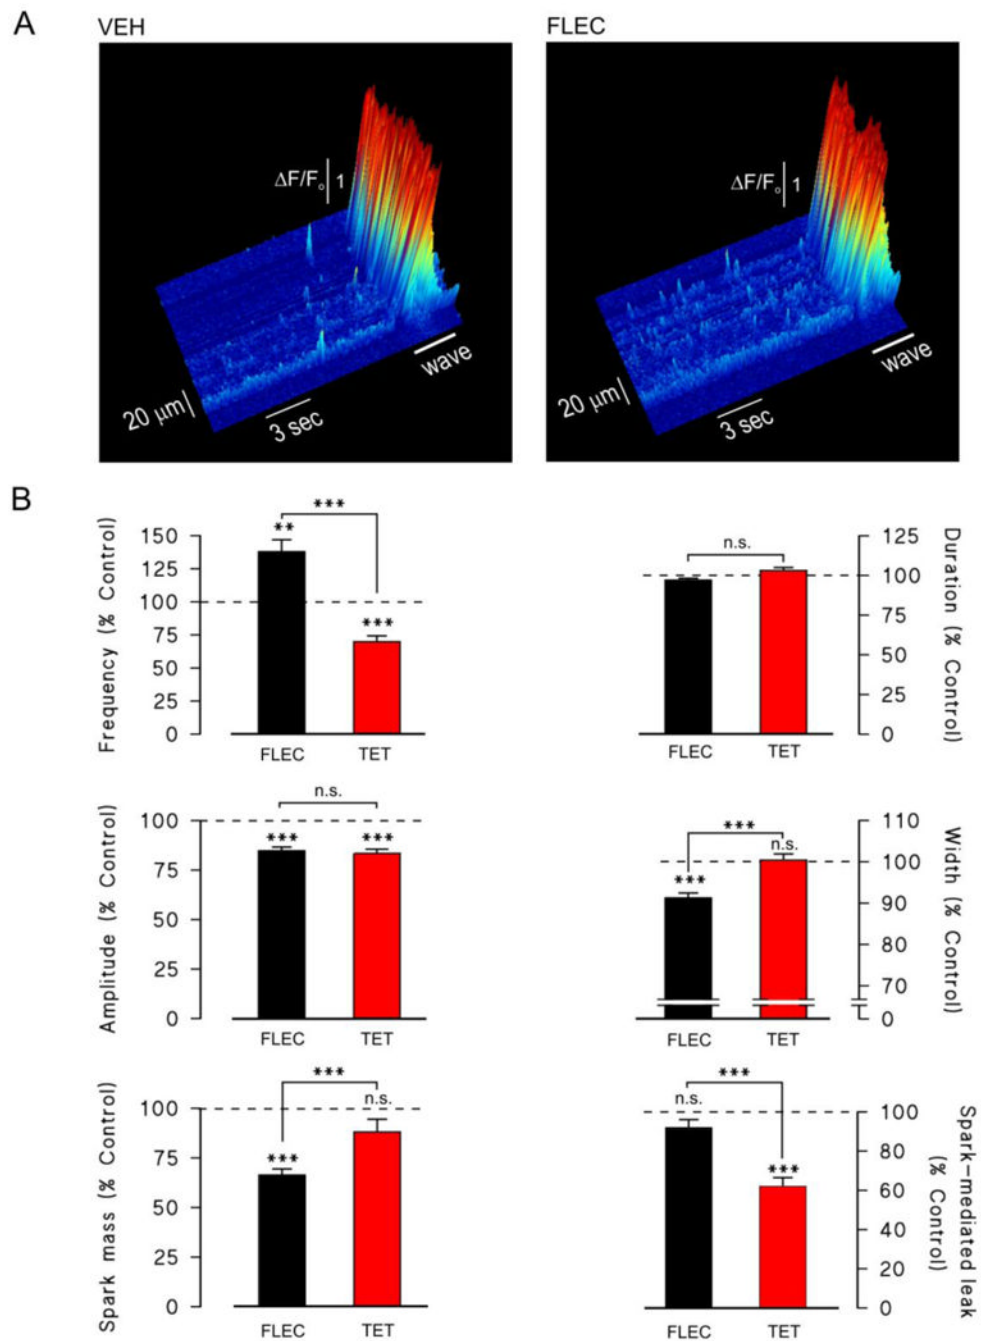 A
VEH
FLEC
ΔF/F₀ 1
ΔF/F₀ 1
20 μm
3 sec
wave
20 μm
3 sec
wave
B
Frequency (% Control)
150
125
100
75
50
25
0
**
***
***
FLEC
TET
Duration (% Control)
125
100
75
50
25
0
n.s.
FLEC
TET
Amplitude (% Control)
100
75
50
25
0
n.s.
***
***
FLEC
TET
Width (% Control)
110
100
90
80
70
0
***
n.s.
***
FLEC
TET
Spark mass (% Control)
100
75
50
25
0
***
n.s.
***
FLEC
TET
Spark-mediated leak
(% Control)
100
80
60
40
20
0
***
n.s.
***
FLEC
TET